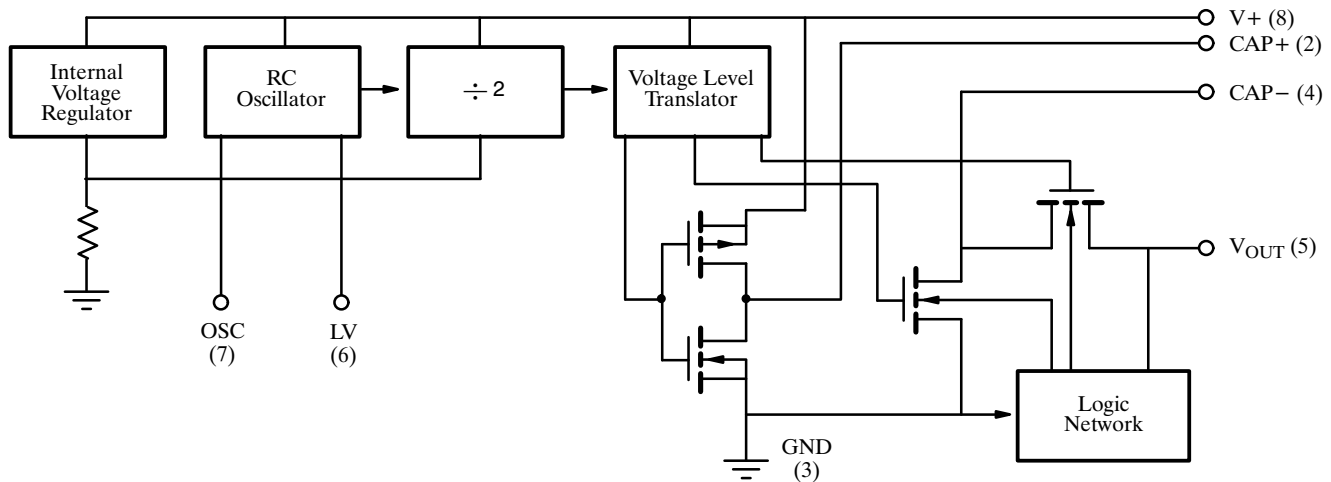 V+ (8)
CAP+ (2)
CAP− (4)
Internal
Voltage
Regulator
RC
Oscillator
÷ 2
Voltage Level
Translator
VOUT (5)
OSC
(7)
LV
(6)
Logic
Network
GND
(3)